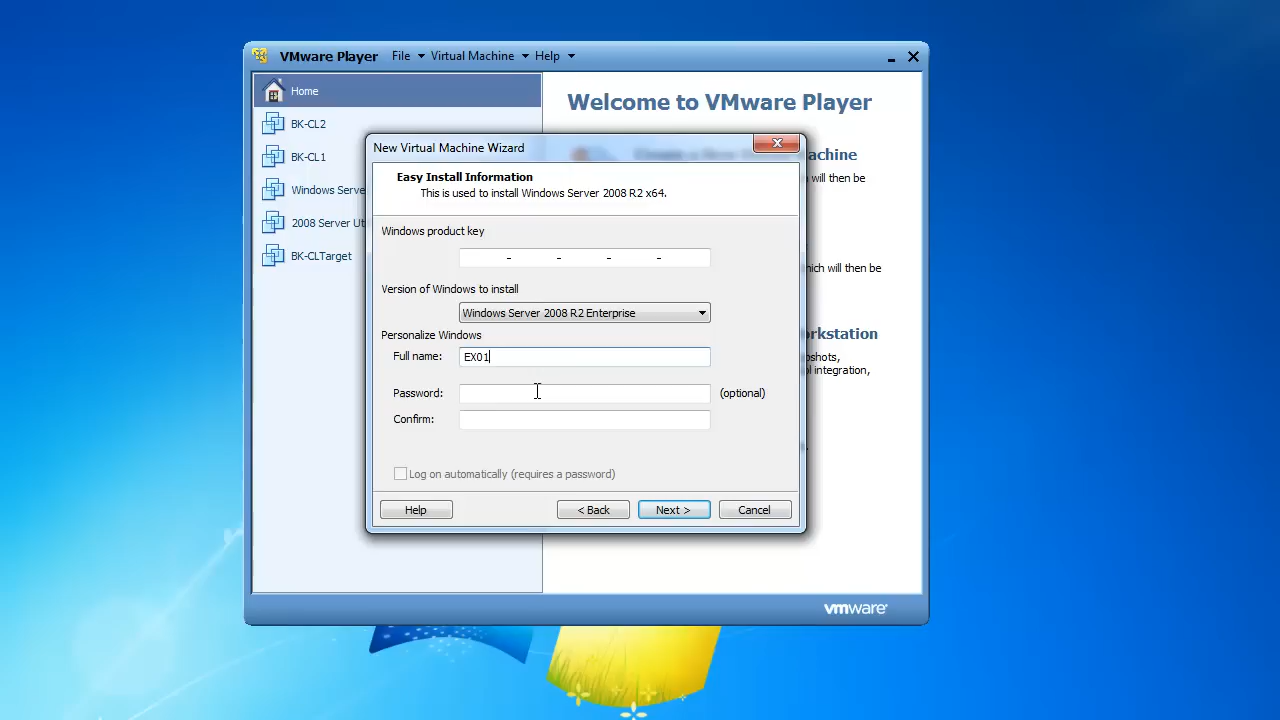 VMware Player File Virtual Machine Help
Home
BK-CL2
BK-CL1
Windows Serve
2008 Server Ut
BK-CLTarget
Welcome to VMware Player
New Virtual Machine Wizard
Easy Install Information
This is used to install Windows Server 2008 R2 x64.
Windows product key
- - - -
Version of Windows to install
Windows Server 2008 R2 Enterprise
Personalize Windows
Full name: EX01
Password: (optional)
Confirm:
Log on automatically (requires a password)
Help < Back Next > Cancel
achine
will then be
hich will then be
orkstation
pshots,
ol integration,
vmware